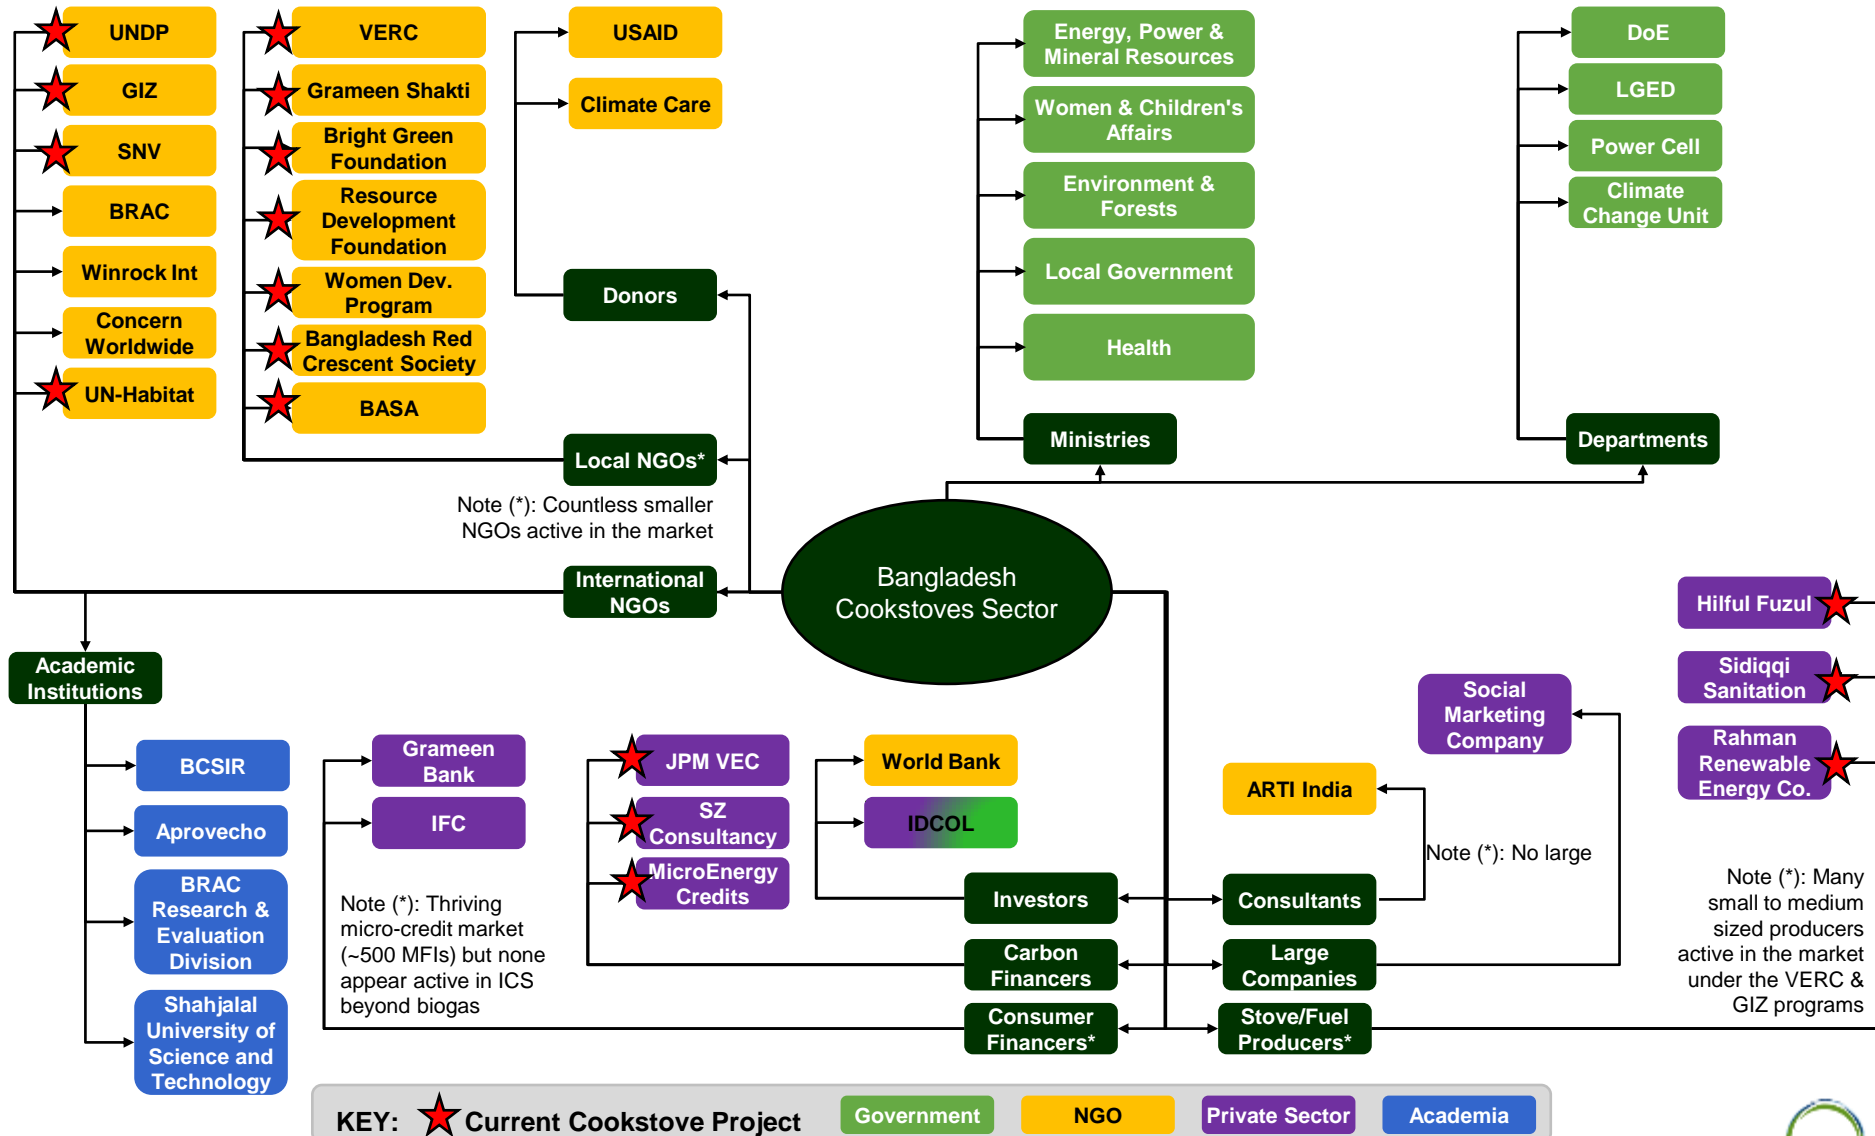 UNDP
GIZ
SNV
BRAC
Winrock Int
Concern
Worldwide
UN-Habitat
VERC
Grameen Shakti
Bright Green
Foundation
Resource
Development
Foundation
Women Dev.
Program
Bangladesh Red
Crescent Society
BASA
USAID
Climate Care
Donors
Local NGOs*
Note (*): Countless smaller
NGOs active in the market
International
NGOs
Energy, Power &
Mineral Resources
Women & Children's
Affairs
Environment &
Forests
Local Government
Health
Ministries
DoE
LGED
Power Cell
Climate
Change Unit
Departments
Bangladesh
Cookstoves Sector
Academic
Institutions
BCSIR
Aprovecho
BRAC
Research &
Evaluation
Division
Shahjalal
University of
Science and
Technology
Grameen
Bank
IFC
Note (*): Thriving
micro-credit market
(~500 MFIs) but none
appear active in ICS
beyond biogas
JPM VEC
SZ
Consultancy
MicroEnergy
Credits
World Bank
IDCOL
Investors
Carbon
Financers
Consumer
Financers*
Consultants
Large
Companies
Stove/Fuel
Producers*
ARTI India
Note (*): No large
Social
Marketing
Company
Hilful Fuzul
Sidiqqi
Sanitation
Rahman
Renewable
Energy Co.
Note (*): Many
small to medium
sized producers
active in the market
under the VERC &
GIZ programs
KEY:
Current Cookstove Project
Government
NGO
Private Sector
Academia